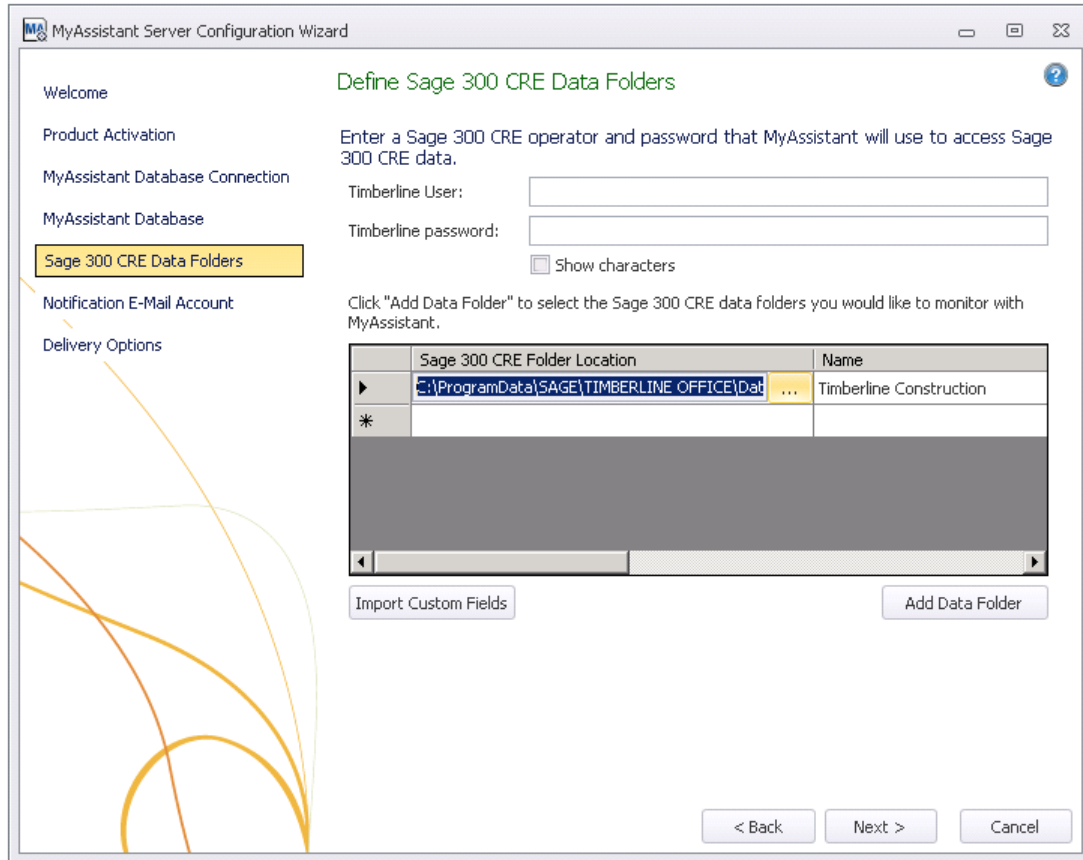 MyAssistant Server Configuration Wizard
Welcome
Product Activation
MyAssistant Database Connection
MyAssistant Database
Sage 300 CRE Data Folders
Notification E-Mail Account
Delivery Options
Define Sage 300 CRE Data Folders
Enter a Sage 300 CRE operator and password that MyAssistant will use to access Sage
300 CRE data.
Timberline User:
Timberline password:
Show characters
Click "Add Data Folder" to select the Sage 300 CRE data folders you would like to monitor with
MyAssistant.
Sage 300 CRE Folder Location Name
C:\ProgramData\SAGE\TIMBERLINE OFFICE\Dat ... Timberline Construction
Import Custom Fields Add Data Folder
< Back Next > Cancel